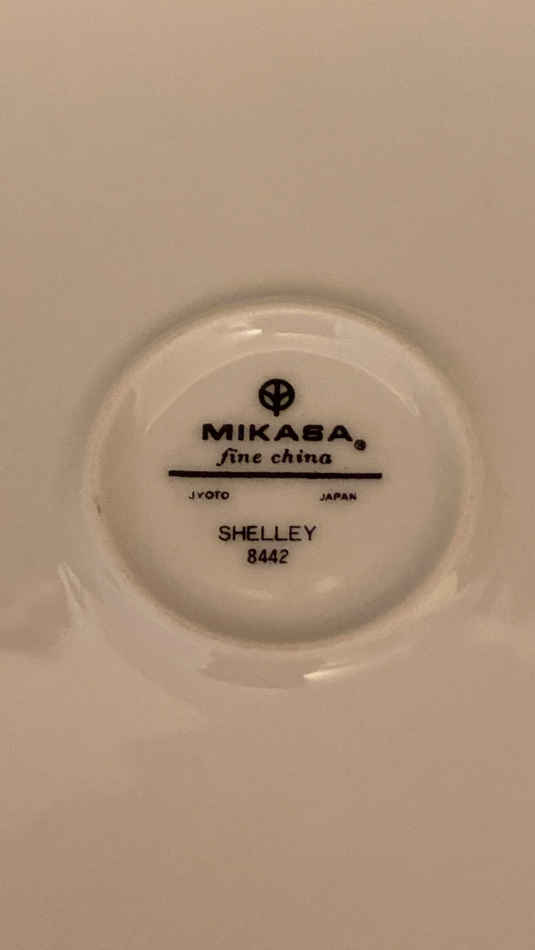 MIKASA®
fine china
JYOTO JAPAN
SHELLEY
8442